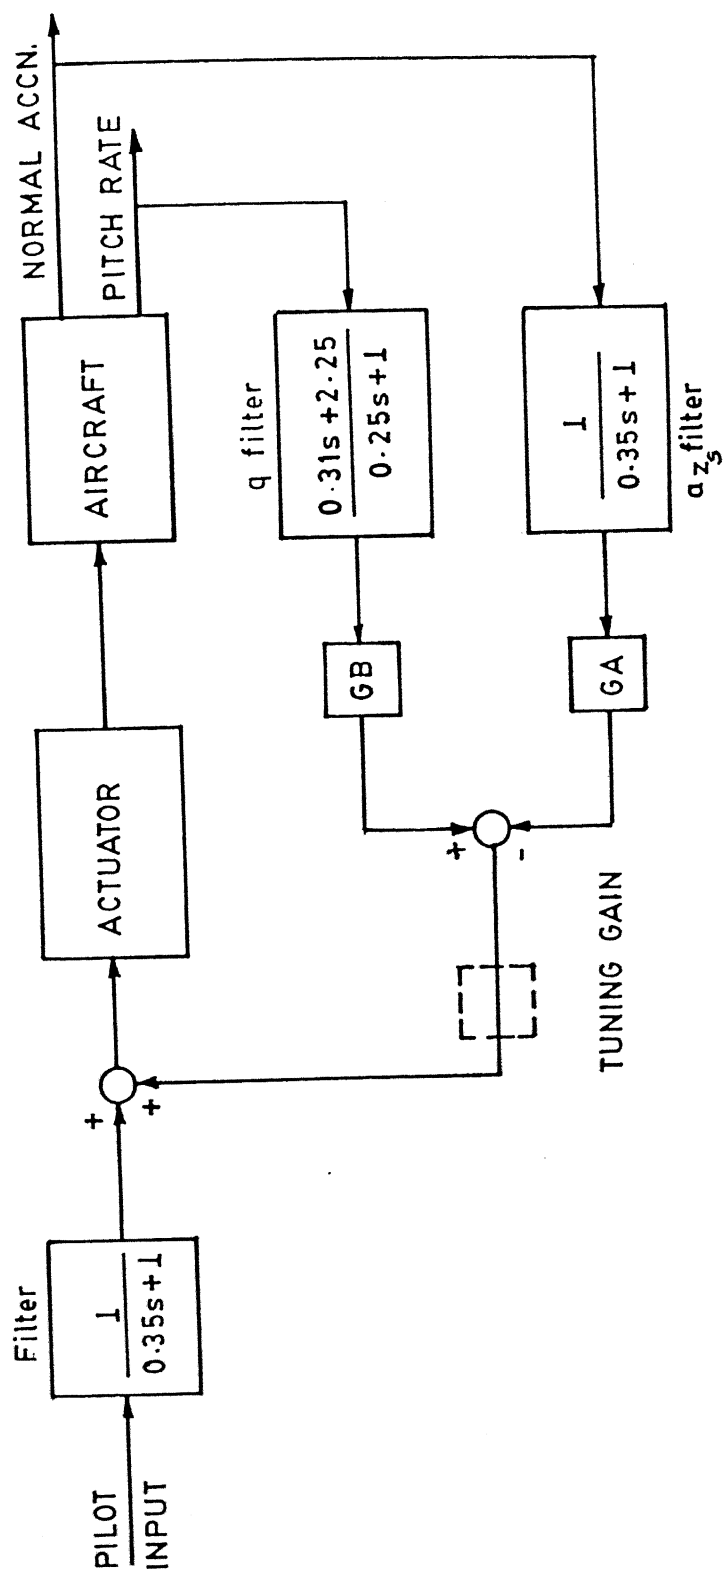 PILOT
INPUT
Filter
1
0.35s+1
+
+
ACTUATOR
AIRCRAFT
NORMAL ACCN.
PITCH RATE
q filter
0.31s+2.25
0.25s+1
GB
+
-
GA
1
0.35s+1
azs filter
TUNING GAIN